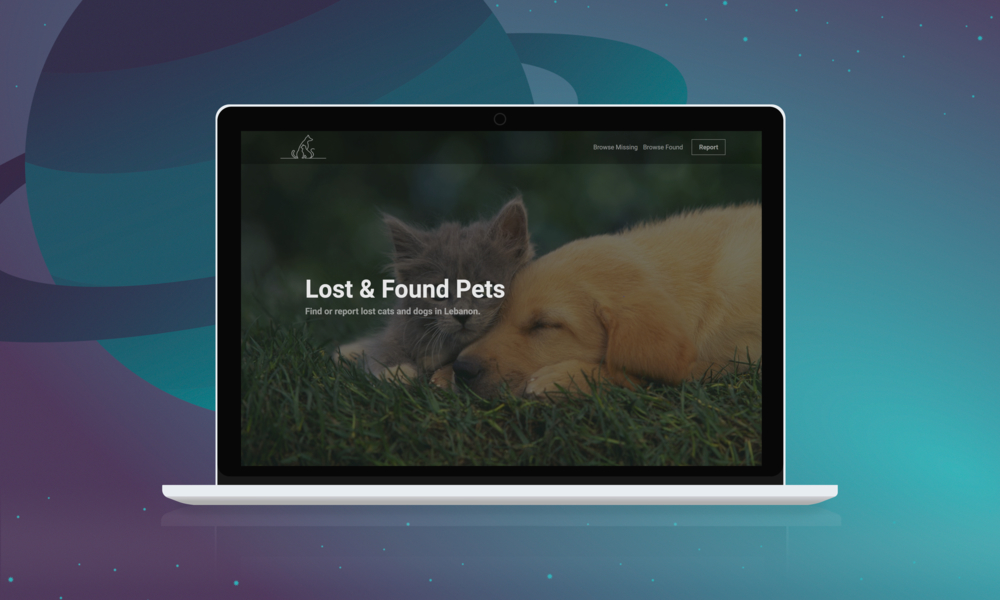 Browse Missing Browse Found Report
Lost & Found Pets
Find or report lost cats and dogs in Lebanon.